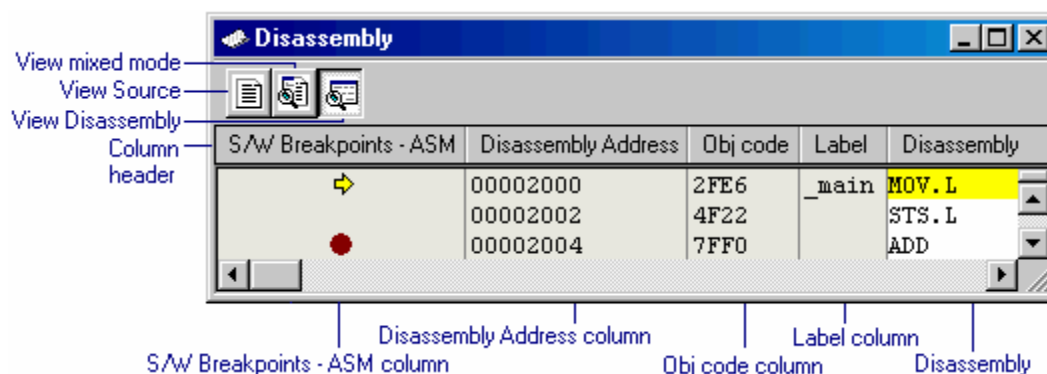 Disassembly
View mixed mode
View Source
View Disassembly
Column
header
S/W Breakpoints - ASM Disassembly Address Obj code Label Disassembly
00002000 2FE6 _main MOV.L
00002002 4F22 STS.L
00002004 7FF0 ADD
Disassembly Address column Label column
S/W Breakpoints - ASM column Obj code column Disassembly